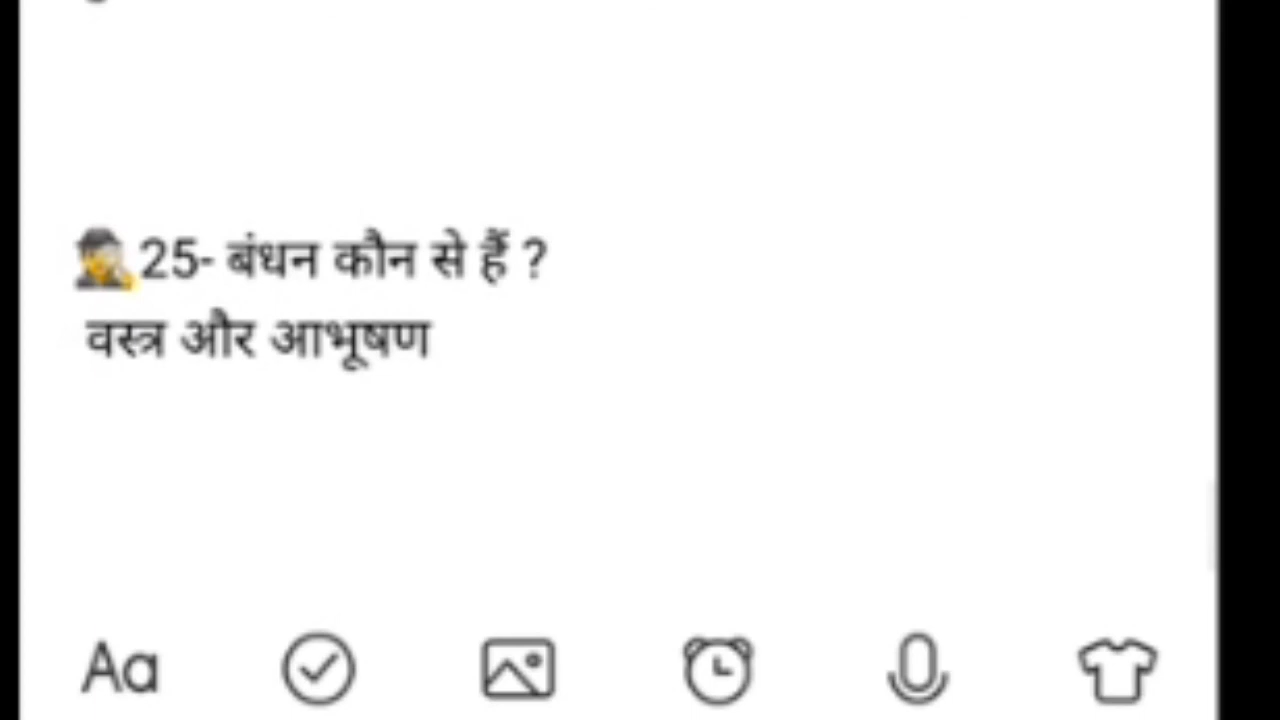 25- बंधन कौन से हैं ?
वस्त्र और आभूषण
Aa